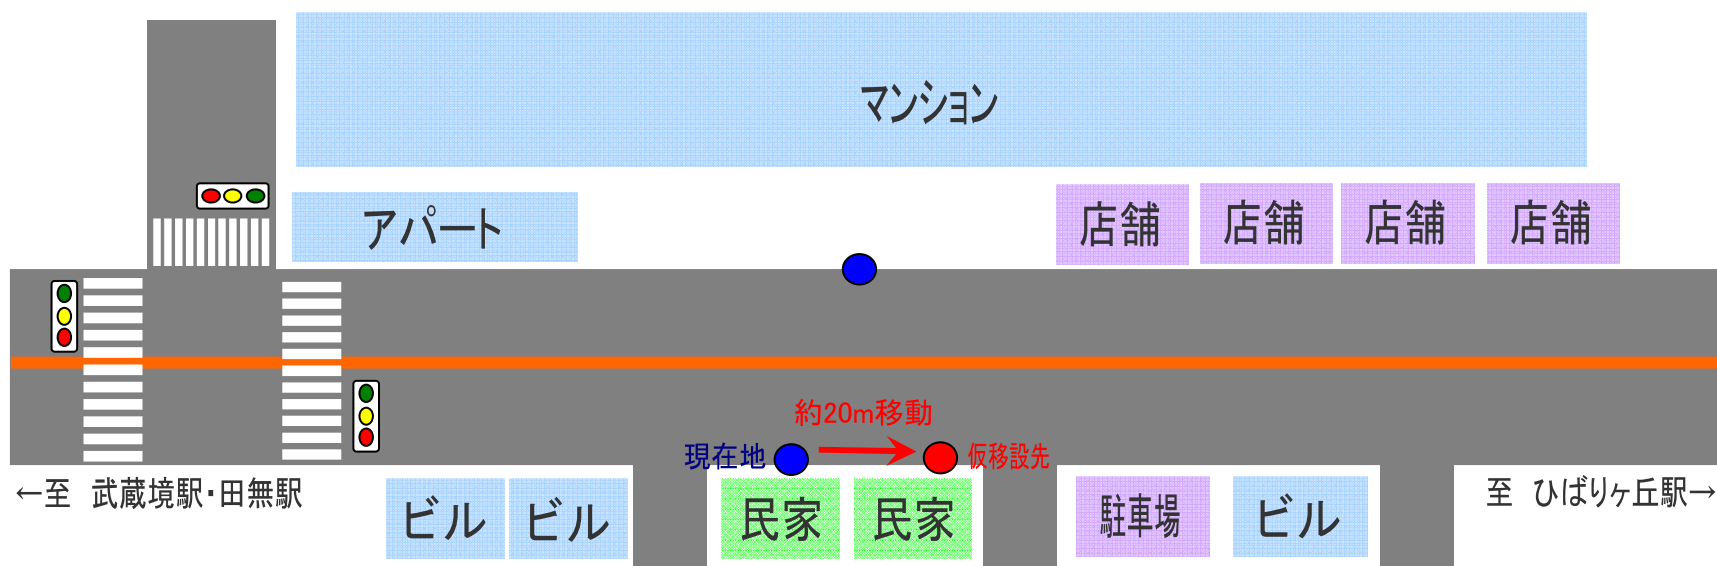 マンション
アパート
店舗
店舗
店舗
店舗
約20m移動
現在地
仮移設先
←至　武蔵境駅・田無駅
至　ひばりヶ丘駅→
ビル
ビル
民家
民家
駐車場
ビル